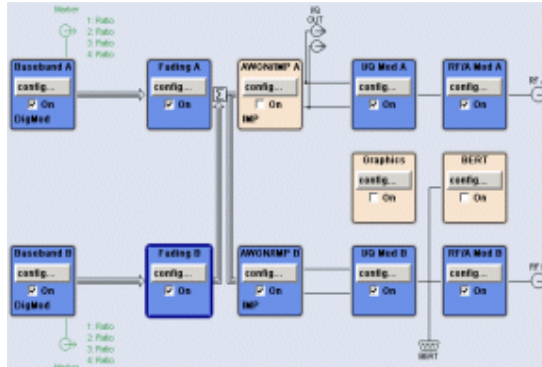 Marker
1: Ratio
2: Ratio
3: Ratio
4: Ratio
I/Q
OUT
Baseband A
config...
On
DigMod
Fading A
config...
On
Σ
AWGN/IMP A
config...
On
IMP
I/Q Mod A
config...
On
RF/A Mod A
config...
On
RF
Graphics
config...
On
BERT
config...
On
Baseband B
config...
On
DigMod
Fading B
config...
On
AWGN/IMP B
config...
On
IMP
I/Q Mod B
config...
On
RF/A Mod B
config...
On
RF
1: Ratio
2: Ratio
3: Ratio
4: Ratio
Marker
BERT